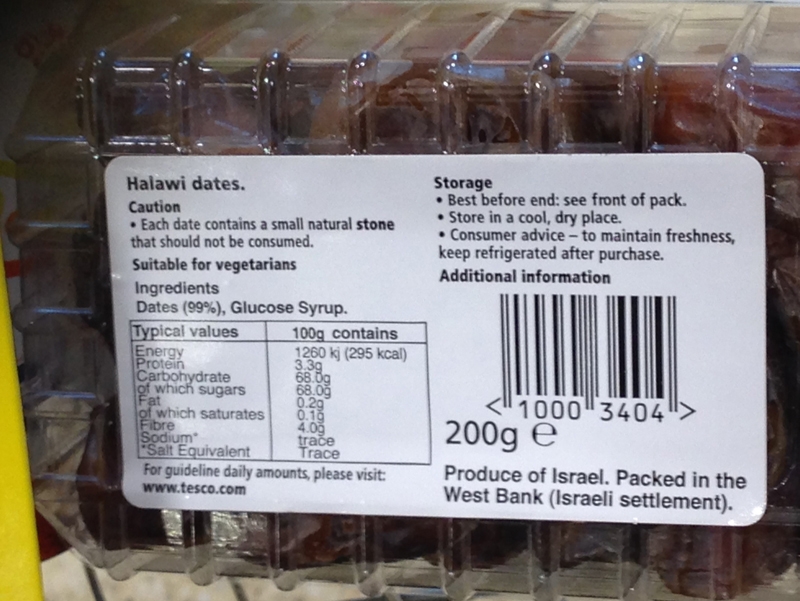 Halawi dates.
Caution
• Each date contains a small natural stone
that should not be consumed.
Suitable for vegetarians
Ingredients
Dates (99%), Glucose Syrup.
Typical values 100g contains
Energy 1260 kj (295 kcal)
Protein 3.3g
Carbohydrate 68.0g
of which sugars 68.0g
Fat 0.2g
of which saturates 0.1g
Fibre 4.0g
Sodium* trace
*Salt Equivalent Trace
For guideline daily amounts, please visit:
www.tesco.com
Storage
• Best before end: see front of pack.
• Store in a cool, dry place.
• Consumer advice – to maintain freshness,
keep refrigerated after purchase.
Additional information
< 1000 3404 >
200g e
Produce of Israel. Packed in the
West Bank (Israeli settlement).